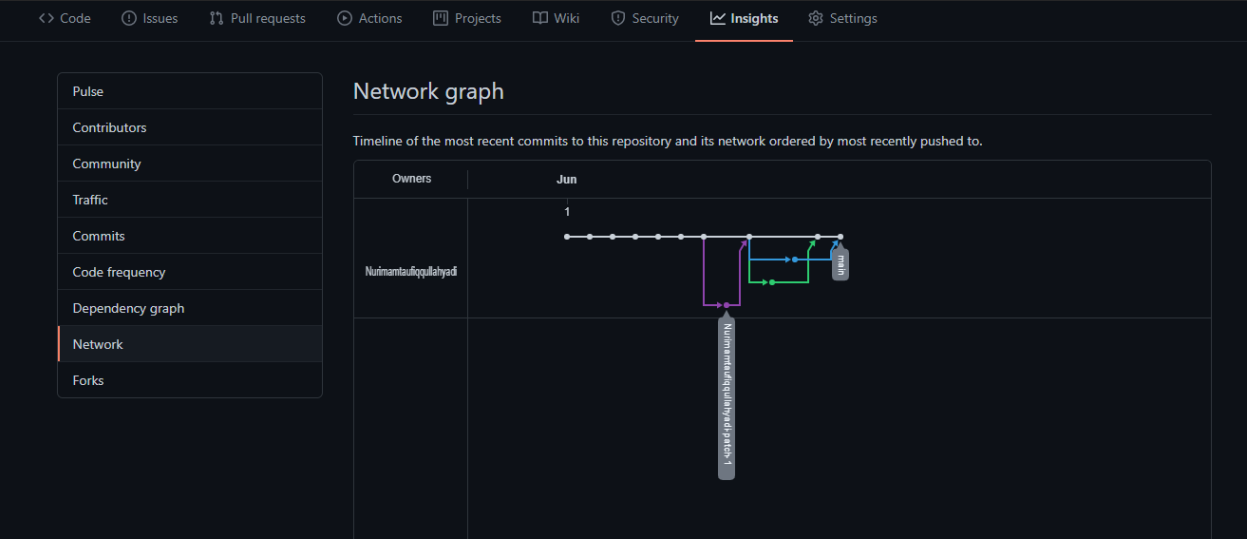 Code Issues Pull requests Actions Projects Wiki Security Insights Settings
Pulse
Contributors
Community
Traffic
Commits
Code frequency
Dependency graph
Network
Forks
Network graph
Timeline of the most recent commits to this repository and its network ordered by most recently pushed to.
Owners
Jun
1
Nurimamtaufiqqullahyadi
main
Nurimamtaufiqqullahyadi-patch-1